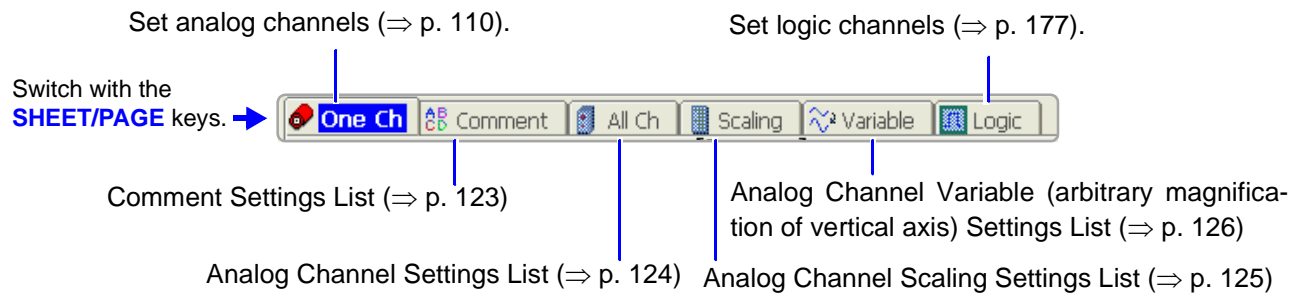 Set analog channels (⇒ p. 110).
Set logic channels (⇒ p. 177).
Switch with the
SHEET/PAGE keys.
One Ch
Comment
All Ch
Scaling
Variable
Logic
Comment Settings List (⇒ p. 123)
Analog Channel Variable (arbitrary magnifica-
tion of vertical axis) Settings List (⇒ p. 126)
Analog Channel Settings List (⇒ p. 124)
Analog Channel Scaling Settings List (⇒ p. 125)